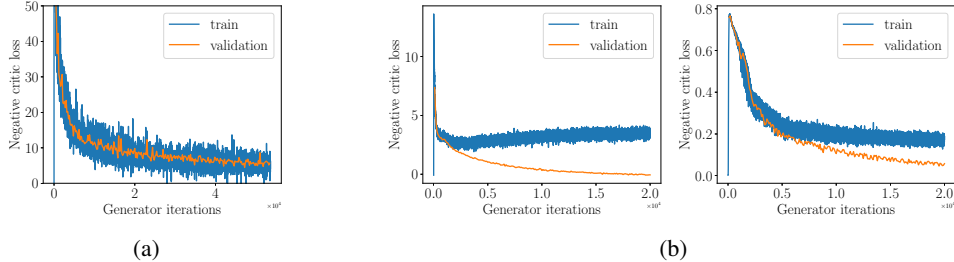 Negative critic loss
50
40
30
20
10
0
train
validation
0
2
4
×10⁴
Generator iterations
(a)
Negative critic loss
10
5
0
train
validation
0.0
0.5
1.0
1.5
2.0
×10⁴
Generator iterations
Negative critic loss
0.8
0.6
0.4
0.2
0.0
train
validation
0.0
0.5
1.0
1.5
2.0
×10⁴
Generator iterations
(b)